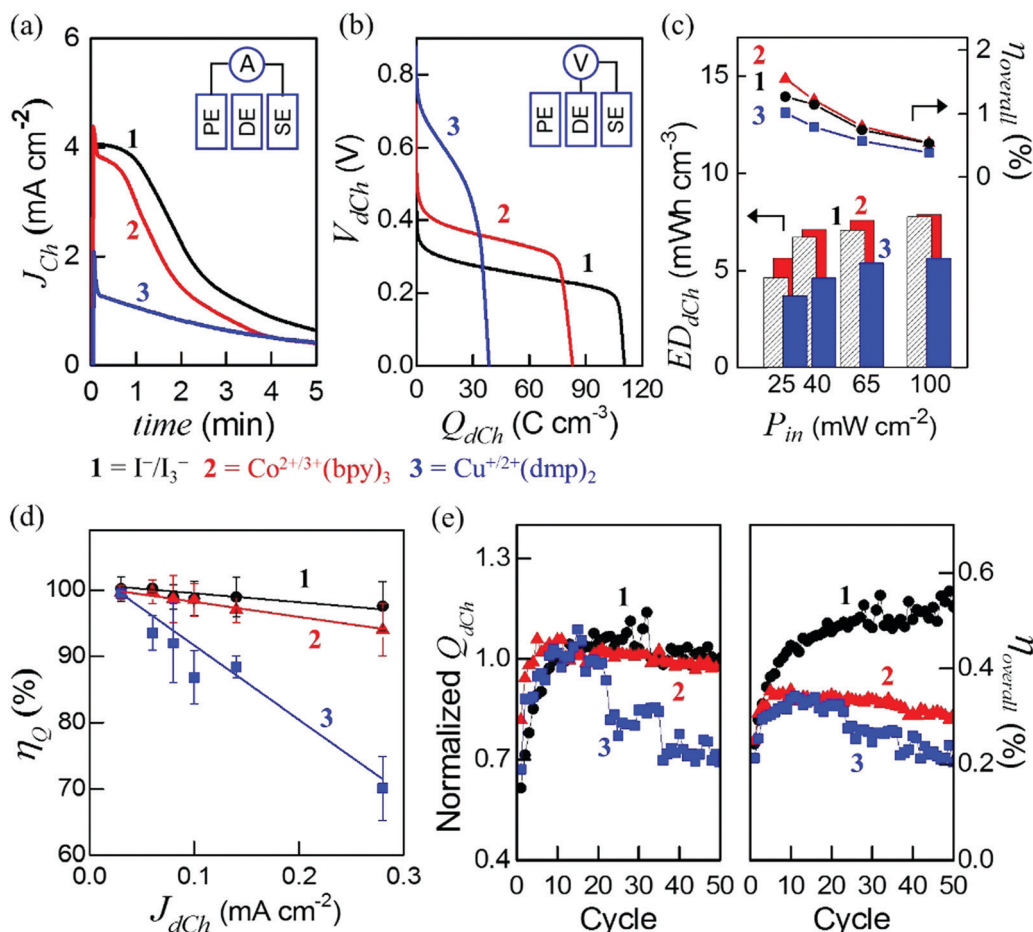 (a)
6
4
2
0
J_Ch (mA cm⁻²)
0 1 2 3 4 5
time (min)
1
2
3
A
PE DE SE
(b)
0.8
0.6
0.4
0.2
0.0
V_dCh (V)
0 30 60 90 120
Q_dCh (C cm⁻³)
3
2
1
V
PE DE SE
(c)
15
10
5
0
ED_dCh (mWh cm⁻³)
25 40 65 100
P_in (mW cm⁻²)
2
1
0
η_overall (%)
2
1
3
1
2
3
1 = I⁻/I₃⁻ 2 = Co²⁺/³⁺(bpy)₃ 3 = Cu⁺/²⁺(dmp)₂
(d)
100
90
80
70
60
η_Q (%)
0.0 0.1 0.2 0.3
J_dCh (mA cm⁻²)
1
2
3
(e)
1.3
1.0
0.7
0.4
Normalized Q_dCh
0 10 20 30 40 50
Cycle
1
2
3
0.6
0.4
0.2
0.0
η_overall (%)
0 10 20 30 40 50
Cycle
1
2
3